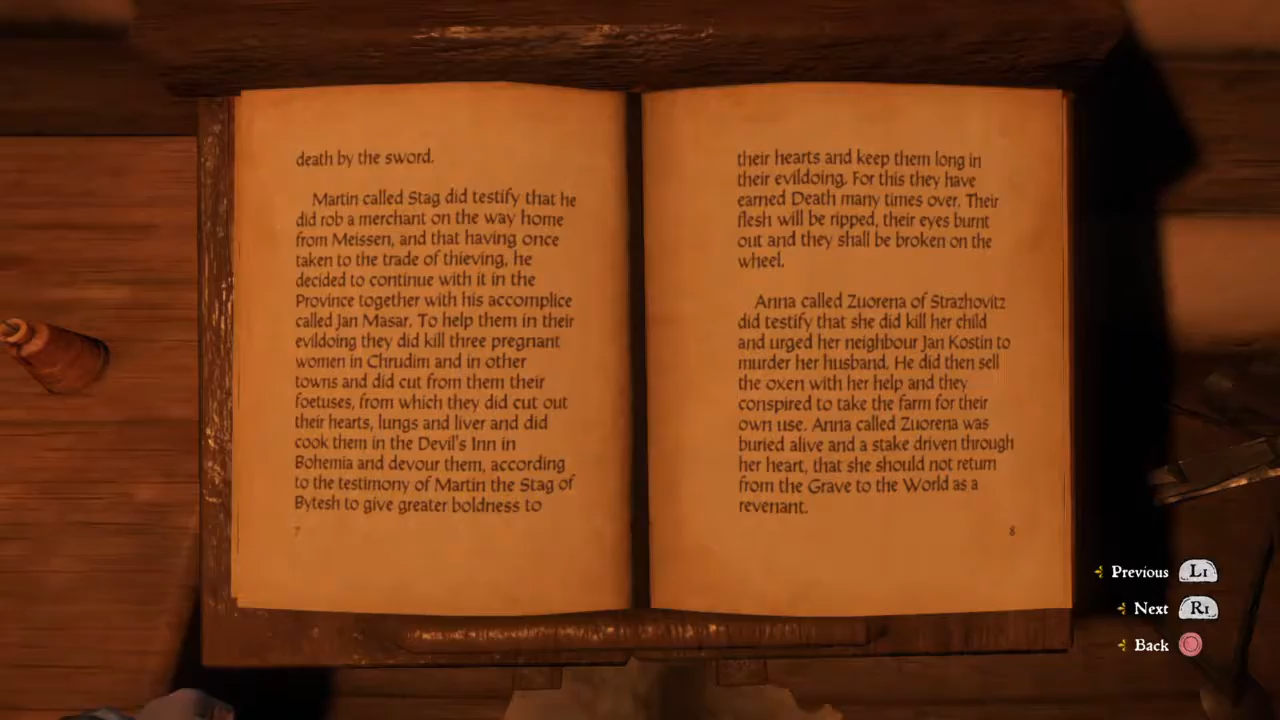 death by the sword.
Martin called Stag did testify that he
did rob a merchant on the way home
from Meissen, and that having once
taken to the trade of thieving, he
decided to continue with it in the
Province together with his accomplice
called Jan Masar. To help them in their
evildoing they did kill three pregnant
women in Chrudim and in other
towns and did cut from them their
foetuses, from which they did cut out
their hearts, lungs and liver and did
cook them in the Devil's Inn in
Bohemia and devour them, according
to the testimony of Martin the Stag of
Bytesh to give greater boldness to
7
their hearts and keep them long in
their evildoing. For this they have
earned Death many times over. Their
flesh will be ripped, their eyes burnt
out and they shall be broken on the
wheel.
Anna called Zuorena of Strazhovitz
did testify that she did kill her child
and urged her neighbour Jan Kostin to
murder her husband. He did then sell
the oxen with her help and they
conspired to take the farm for their
own use. Anna called Zuorena was
buried alive and a stake driven through
her heart, that she should not return
from the Grave to the World as a
revenant.
8
Previous L1
Next R1
Back